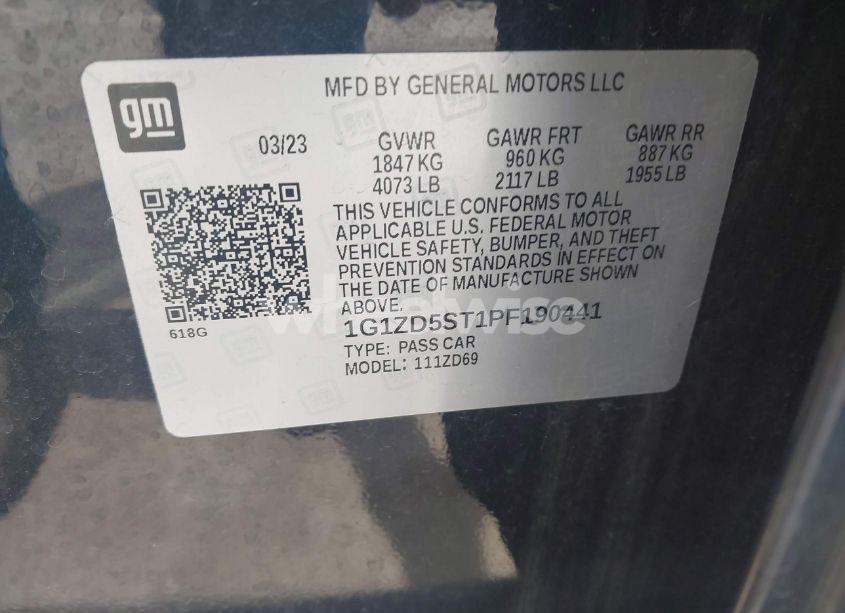 gm
MFD BY GENERAL MOTORS LLC
03/23
GVWR GAWR FRT GAWR RR
1847 KG 960 KG 887 KG
4073 LB 2117 LB 1955 LB
THIS VEHICLE CONFORMS TO ALL
APPLICABLE U.S. FEDERAL MOTOR
VEHICLE SAFETY, BUMPER, AND THEFT
PREVENTION STANDARDS IN EFFECT ON
THE DATE OF MANUFACTURE SHOWN
ABOVE.
1G1ZD5ST1PF190441
TYPE: PASS CAR
MODEL: 111ZD69
618G